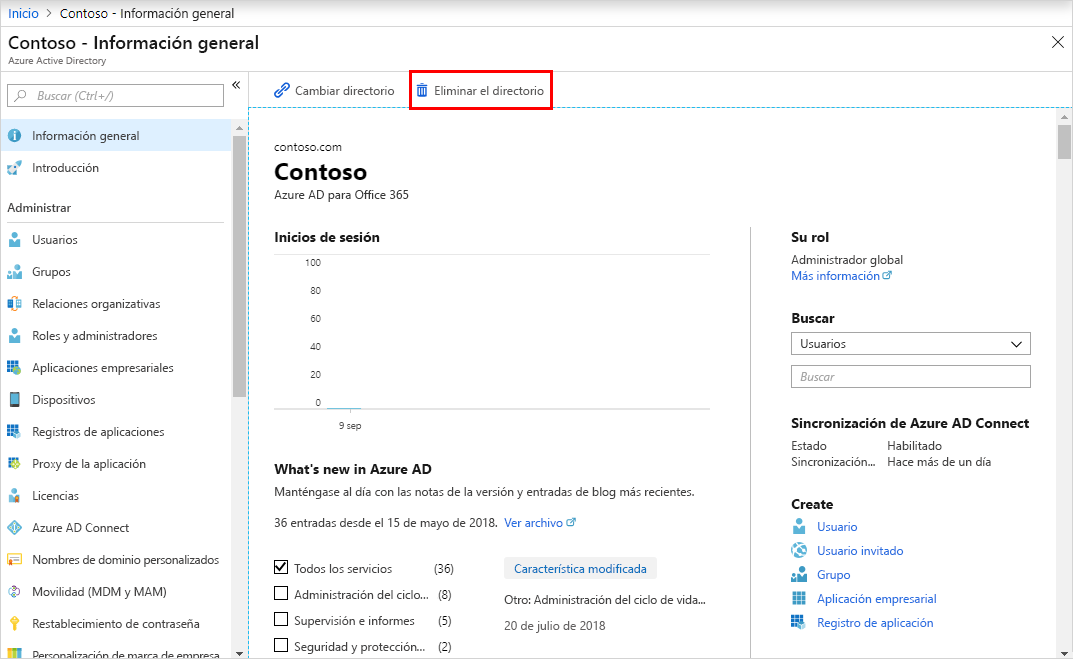 Inicio > Contoso - Información general
Contoso - Información general
Azure Active Directory
Buscar (Ctrl+/)
Información general
Introducción
Administrar
Usuarios
Grupos
Relaciones organizativas
Roles y administradores
Aplicaciones empresariales
Dispositivos
Registros de aplicaciones
Proxy de la aplicación
Licencias
Azure AD Connect
Nombres de dominio personalizados
Movilidad (MDM y MAM)
Restablecimiento de contraseña
Personalización de marca de empresa
Cambiar directorio
Eliminar el directorio
contoso.com
Contoso
Azure AD para Office 365
Inicios de sesión
100
80
60
40
20
0
9 sep
What's new in Azure AD
Manténgase al día con las notas de la versión y entradas de blog más recientes.
36 entradas desde el 15 de mayo de 2018. Ver archivo
Todos los servicios (36)
Administración del ciclo... (8)
Supervisión e informes (5)
Seguridad y protección... (2)
Característica modificada
Otro: Administración del ciclo de vida...
20 de julio de 2018
Su rol
Administrador global
Más información
Buscar
Usuarios
Buscar
Sincronización de Azure AD Connect
Estado Habilitado
Sincronización... Hace más de un día
Create
Usuario
Usuario invitado
Grupo
Aplicación empresarial
Registro de aplicación